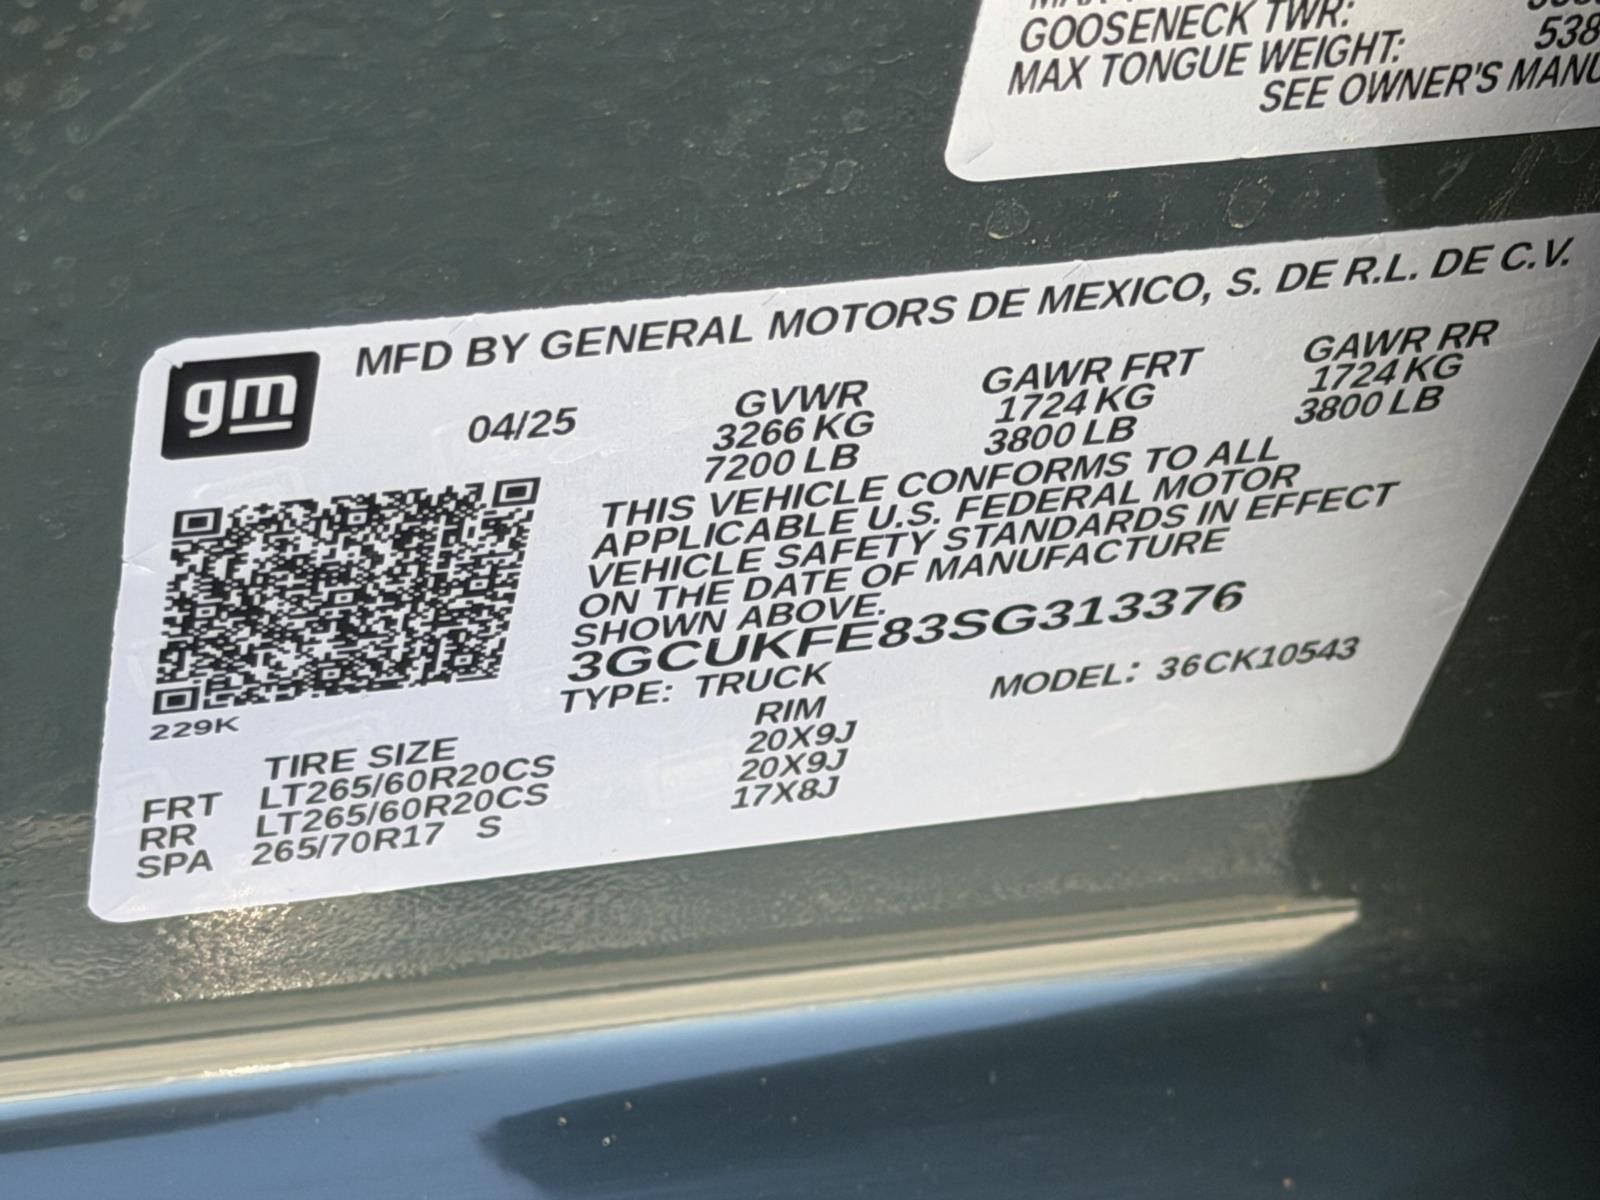 GOOSENECK TWR:
MAX TONGUE WEIGHT: 538
SEE OWNER'S
gm
MFD BY GENERAL MOTORS DE MEXICO, S. DE R.L. DE C.V.
04/25
GVWR GAWR FRT GAWR RR
3266 KG 1724 KG 1724 KG
7200 LB 3800 LB 3800 LB
THIS VEHICLE CONFORMS TO ALL
APPLICABLE U.S. FEDERAL MOTOR
VEHICLE SAFETY STANDARDS IN EFFECT
ON THE DATE OF MANUFACTURE
SHOWN ABOVE.
3GCUKFE83SG313376
TYPE: TRUCK MODEL: 36CK10543
229K
TIRE SIZE RIM
FRT LT265/60R20CS 20X9J
RR LT265/60R20CS 20X9J
SPA 265/70R17 S 17X8J